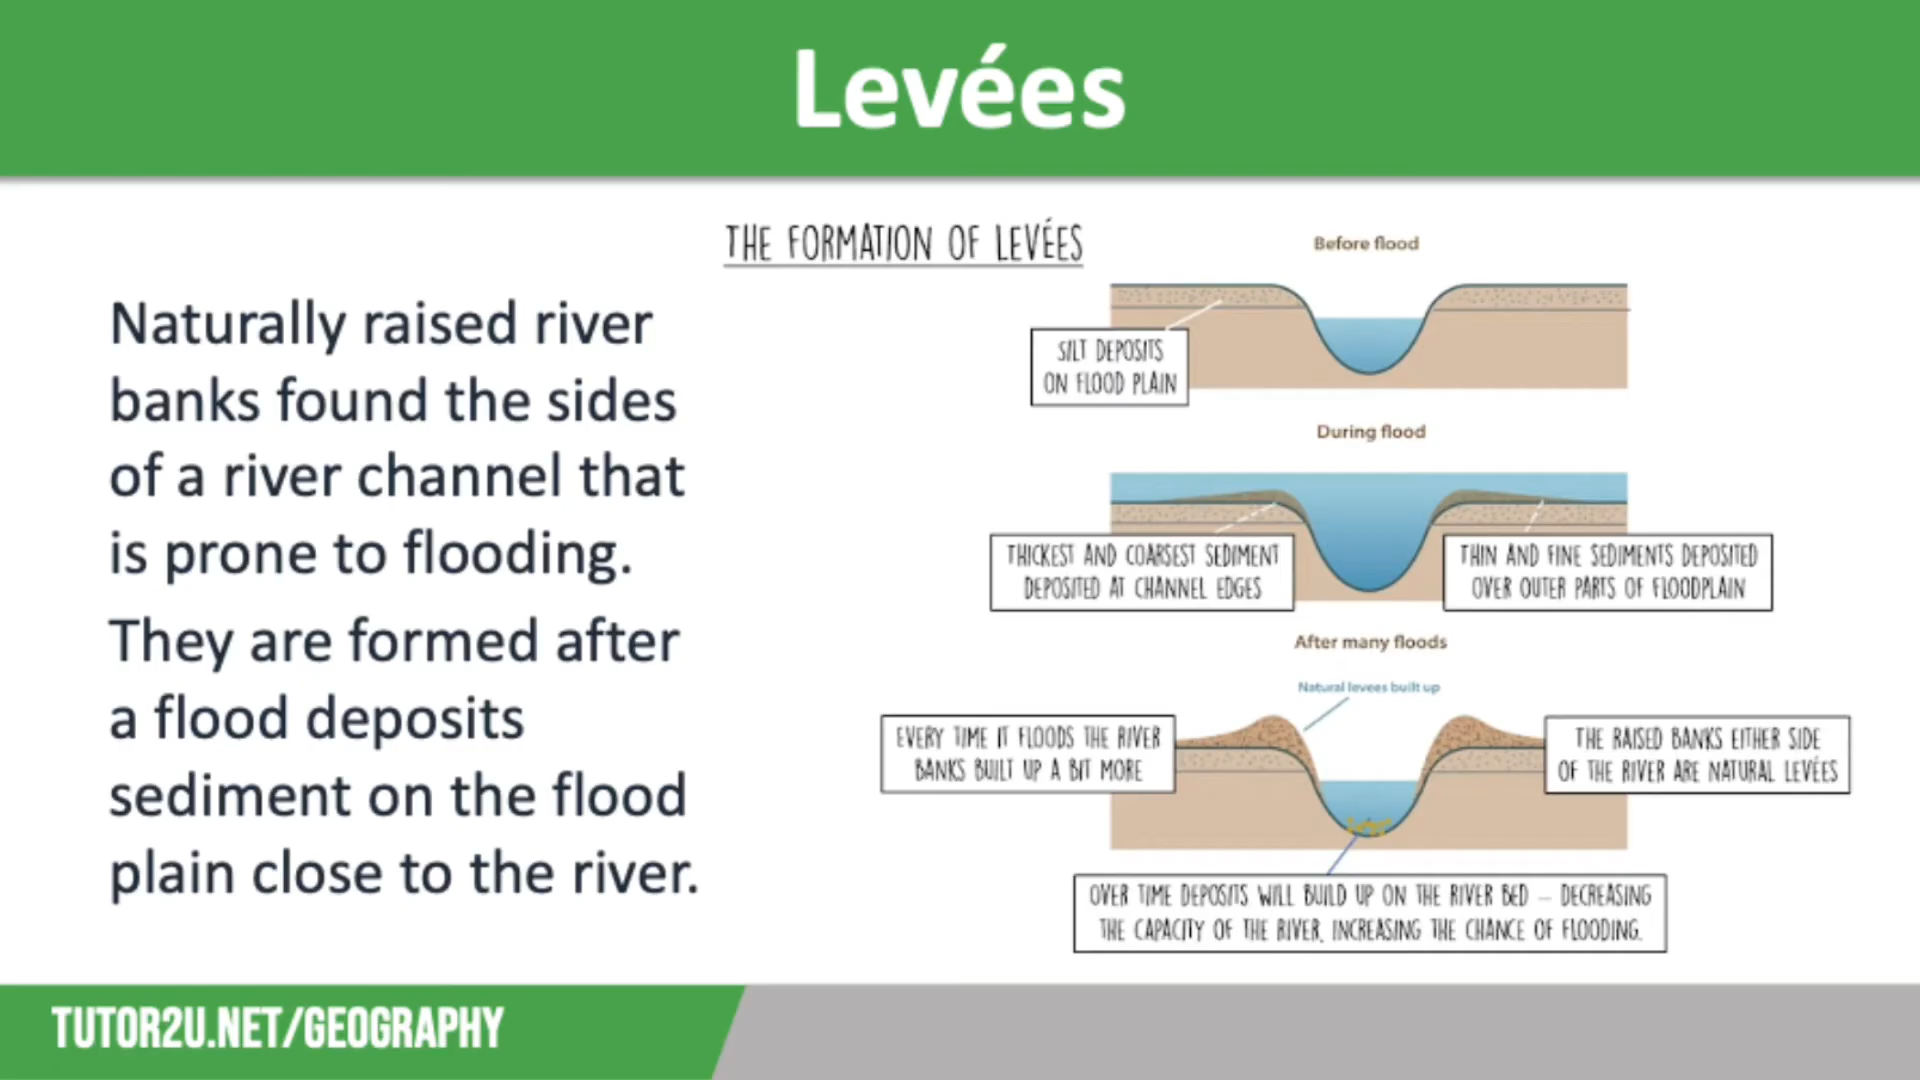 Levées
THE FORMATION OF LEVÉES
Naturally raised river
banks found the sides
of a river channel that
is prone to flooding.
They are formed after
a flood deposits
sediment on the flood
plain close to the river.
Before flood
SILT DEPOSITS
ON FLOOD PLAIN
During flood
THICKEST AND COARSEST SEDIMENT
DEPOSITED AT CHANNEL EDGES
THIN AND FINE SEDIMENTS DEPOSITED
OVER OUTER PARTS OF FLOODPLAIN
After many floods
Natural levees built up
EVERY TIME IT FLOODS THE RIVER
BANKS BUILT UP A BIT MORE
THE RAISED BANKS EITHER SIDE
OF THE RIVER ARE NATURAL LEVÉES
OVER TIME DEPOSITS WILL BUILD UP ON THE RIVER BED – DECREASING
THE CAPACITY OF THE RIVER, INCREASING THE CHANCE OF FLOODING.
TUTOR2U.NET/GEOGRAPHY